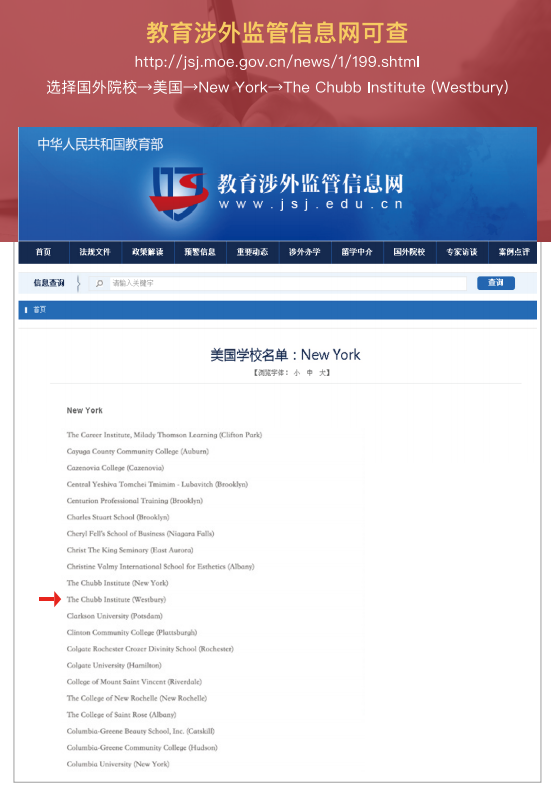 教育涉外监管信息网可查
http://jsj.moe.gov.cn/news/1/199.shtml
选择国外院校→美国→New York→The Chubb Institute (Westbury)
中华人民共和国教育部
教育涉外监管信息网
www.jsj.edu.cn
首页 法规文件 政策解读 预警信息 重要动态 涉外办学 留学中介 国外院校 专家访谈 案例点评
信息查询 请输入关键字 查询
首页
美国学校名单：New York
【浏览字体： 小 中 大】
New York
The Career Institute, Milady Thomson Learning (Clifton Park)
Cayuga County Community College (Auburn)
Cazenovia College (Cazenovia)
Central Yeshiva Tomchei Tmimim - Lubavitch (Brooklyn)
Centurion Professional Training (Brooklyn)
Charles Stuart School (Brooklyn)
Cheryl Fell's School of Business (Niagara Falls)
Christ The King Seminary (East Aurora)
Christine Valmy International School for Esthetics (Albany)
The Chubb Institute (New York)
The Chubb Institute (Westbury)
Clarkson University (Potsdam)
Clinton Community College (Plattsburgh)
Colgate Rochester Crozer Divinity School (Rochester)
Colgate University (Hamilton)
College of Mount Saint Vincent (Riverdale)
The College of New Rochelle (New Rochelle)
The College of Saint Rose (Albany)
Columbia-Greene Beauty School, Inc. (Catskill)
Columbia-Greene Community College (Hudson)
Columbia University (New York)